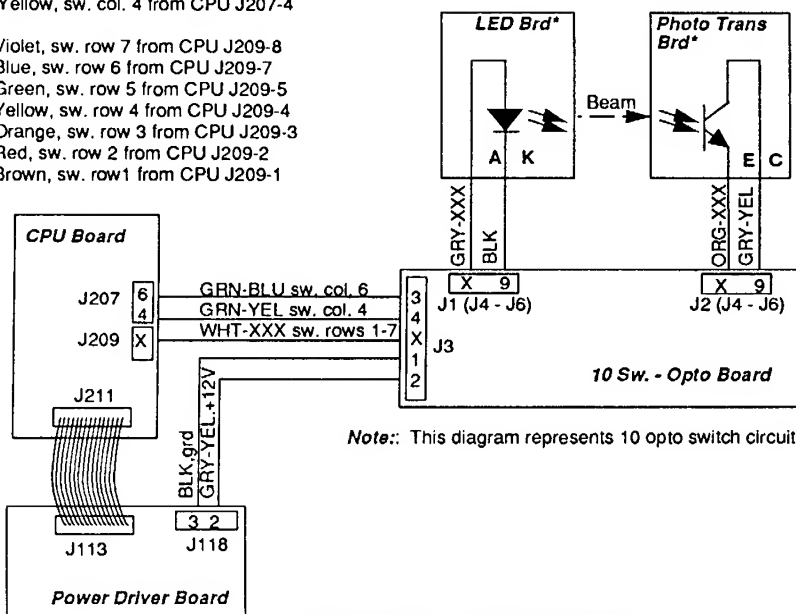 Yellow, sw. col. 4 from CPU J207-4
Violet, sw. row 7 from CPU J209-8
Blue, sw. row 6 from CPU J209-7
Green, sw. row 5 from CPU J209-5
Yellow, sw. row 4 from CPU J209-4
Orange, sw. row 3 from CPU J209-3
Red, sw. row 2 from CPU J209-2
Brown, sw. row1 from CPU J209-1
LED Brd*
Photo Trans
Brd*
Beam
A K
E C
GRY-XXX
BLK
ORG-XXX
GRY-YEL
CPU Board
J207 6
4
J209 X
GRN-BLU sw. col. 6
GRN-YEL sw. col. 4
WHT-XXX sw. rows 1-7
3
4
X
1
2
J3
X 9
J1 (J4 - J6)
X 9
J2 (J4 - J6)
10 Sw. - Opto Board
J211
BLK,grd
GRY-YEL.+12V
Note:: This diagram represents 10 opto switch circuit
J113
3 2
J118
Power Driver Board